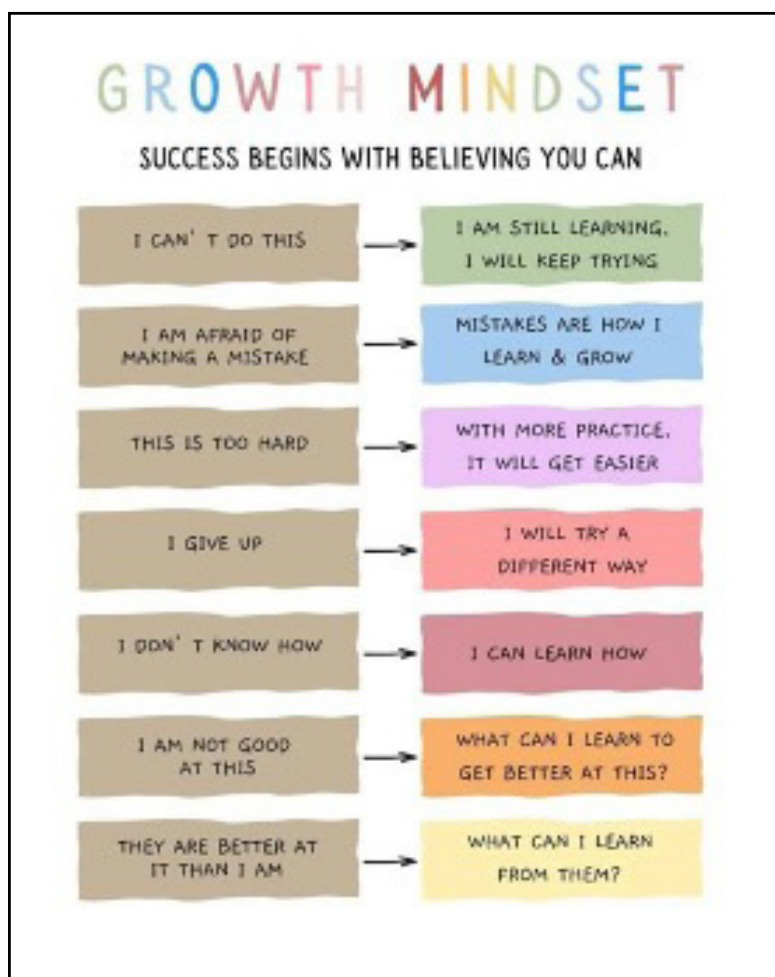 GROWTH MINDSET
SUCCESS BEGINS WITH BELIEVING YOU CAN
I CAN' T DO THIS
I AM STILL LEARNING,
I WILL KEEP TRYING
I AM AFRAID OF
MAKING A MISTAKE
MISTAKES ARE HOW I
LEARN & GROW
THIS IS TOO HARD
WITH MORE PRACTICE,
IT WILL GET EASIER
I GIVE UP
I WILL TRY A
DIFFERENT WAY
I DON' T KNOW HOW
I CAN LEARN HOW
I AM NOT GOOD
AT THIS
WHAT CAN I LEARN TO
GET BETTER AT THIS?
THEY ARE BETTER AT
IT THAN I AM
WHAT CAN I LEARN
FROM THEM?